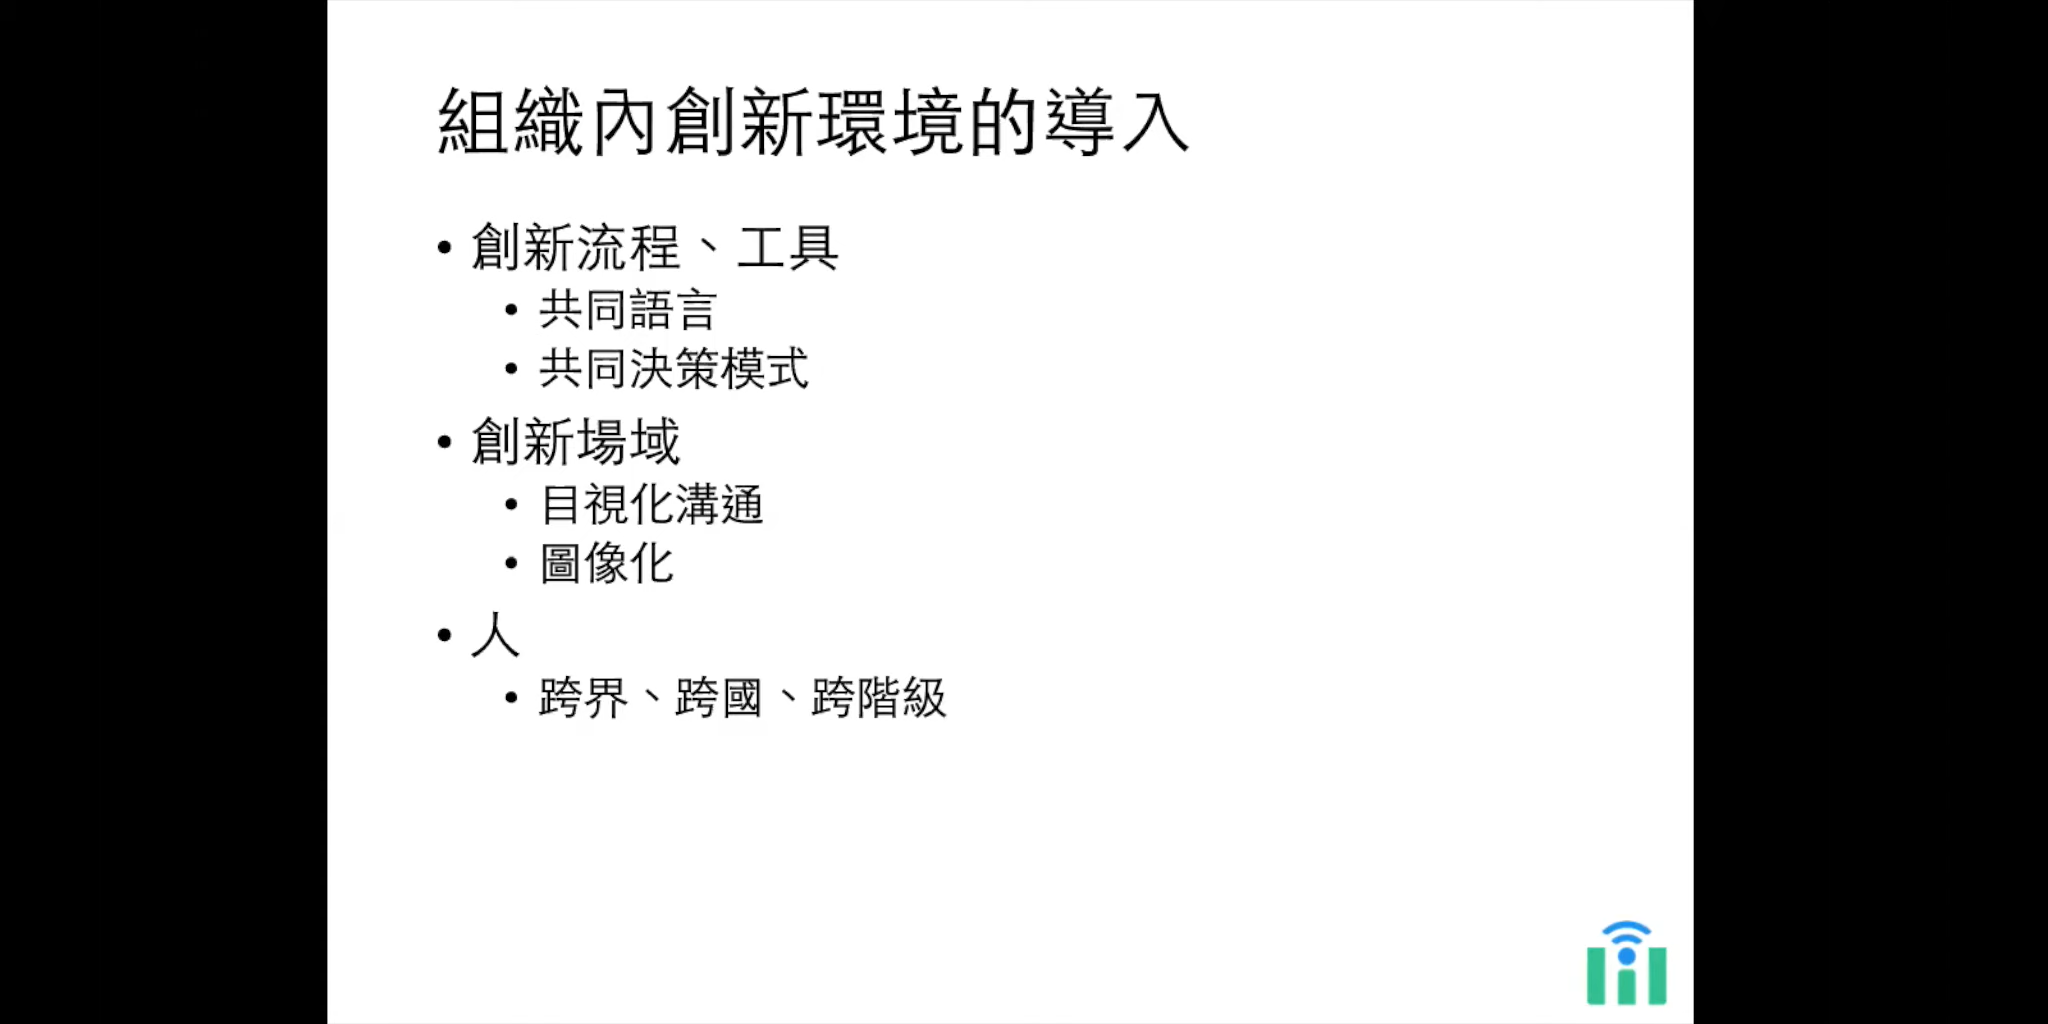 組織內創新環境的導入
• 創新流程、工具
• 共同語言
• 共同決策模式
• 創新場域
• 目視化溝通
• 圖像化
• 人
• 跨界、跨國、跨階級